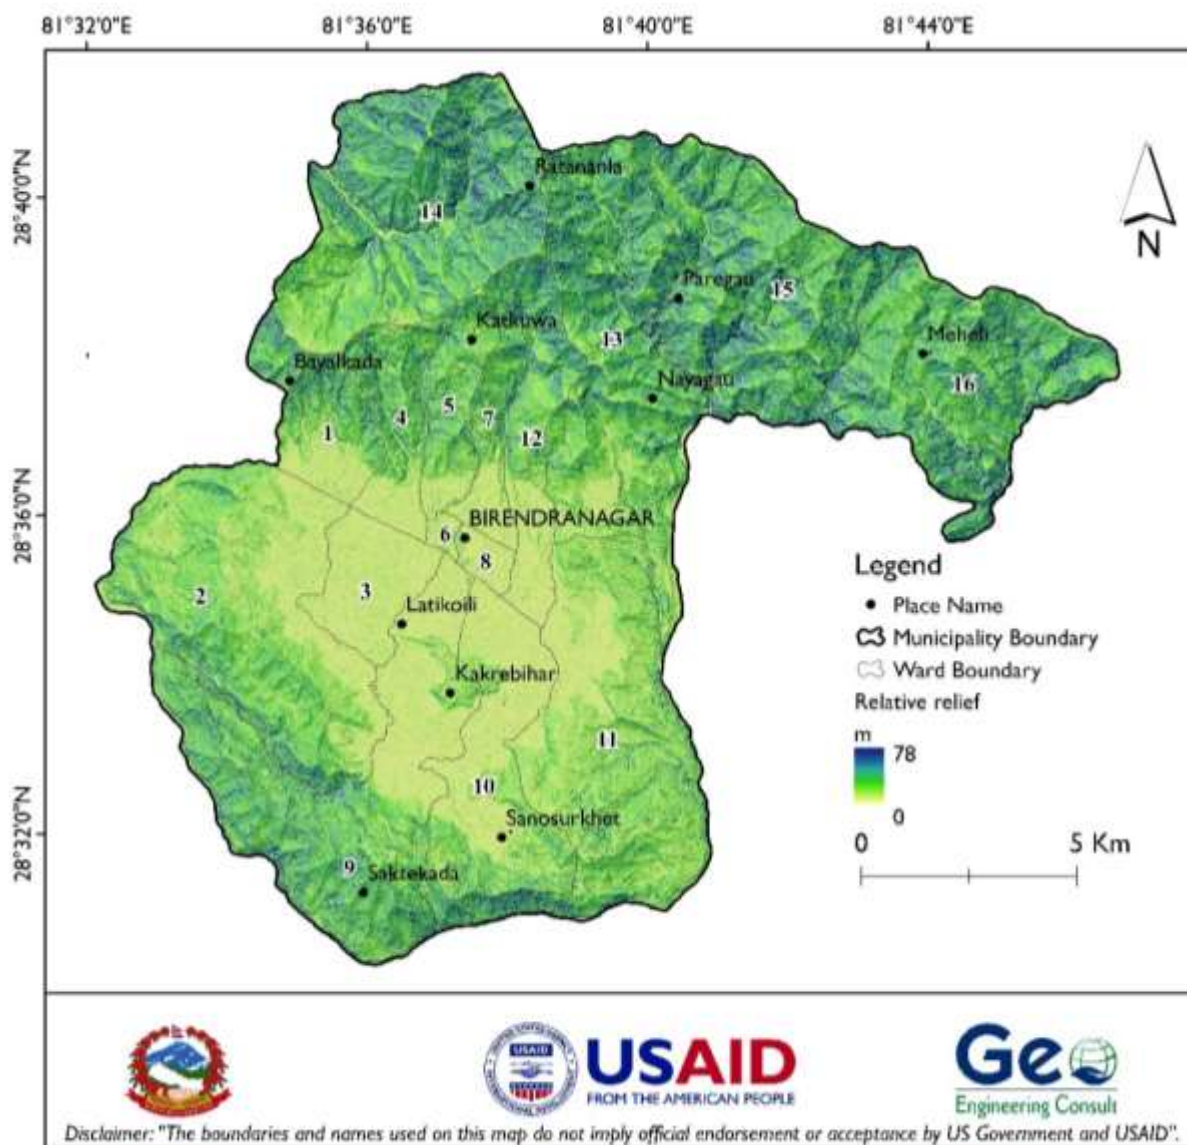 81°32'0"E 81°36'0"E 81°40'0"E 81°44'0"E
28°40'0"N
28°36'0"N
28°32'0"N
N
14
15
Paregau
Katkuwa
13
Meheli
16
Bayalkada
Nayagau
1
4
5
7
12
BIRENDRANAGAR
6
8
2
3
Latikoili
Kakrebihar
11
10
Sanosurkhet
9
Saktekada
Legend
Place Name
Municipality Boundary
Ward Boundary
Relative relief
m
78
0
0 5 Km
USAID
USAID
FROM THE AMERICAN PEOPLE
Geo
Engineering Consult
Disclaimer: "The boundaries and names used on this map do not imply official endorsement or acceptance by US Government and USAID".